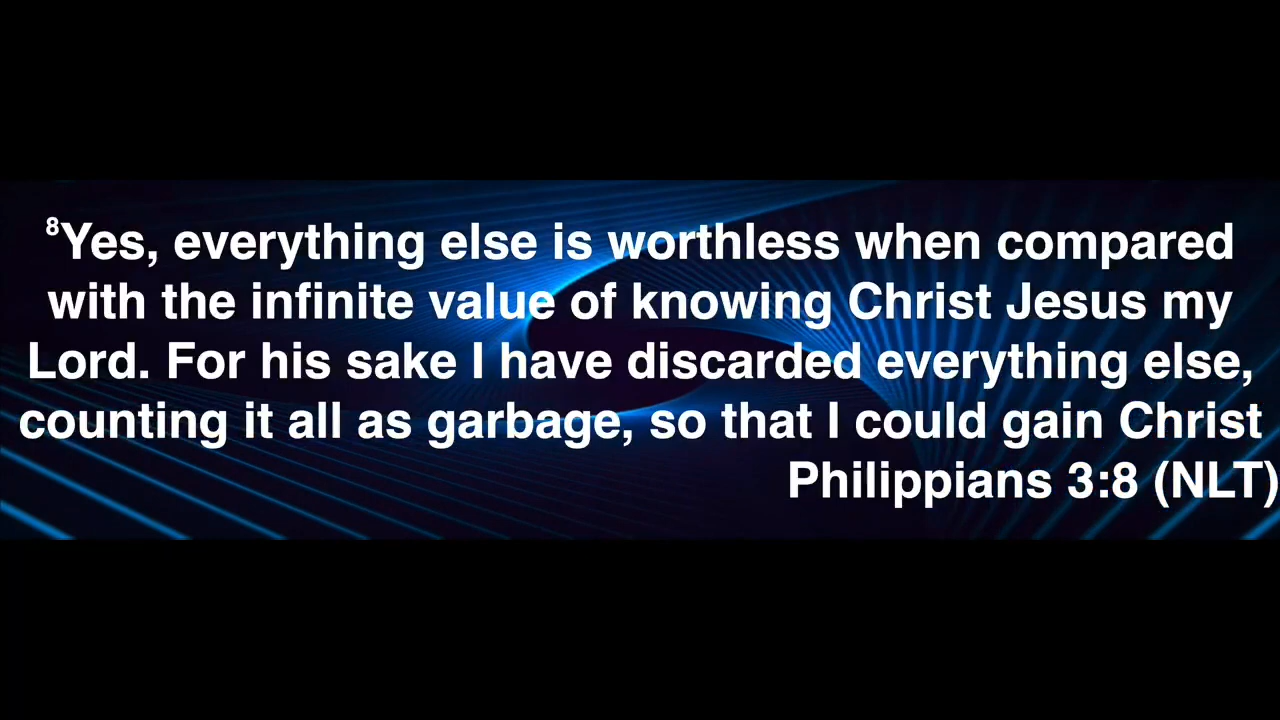 ⁸Yes, everything else is worthless when compared
with the infinite value of knowing Christ Jesus my
Lord. For his sake I have discarded everything else,
counting it all as garbage, so that I could gain Christ
Philippians 3:8 (NLT)